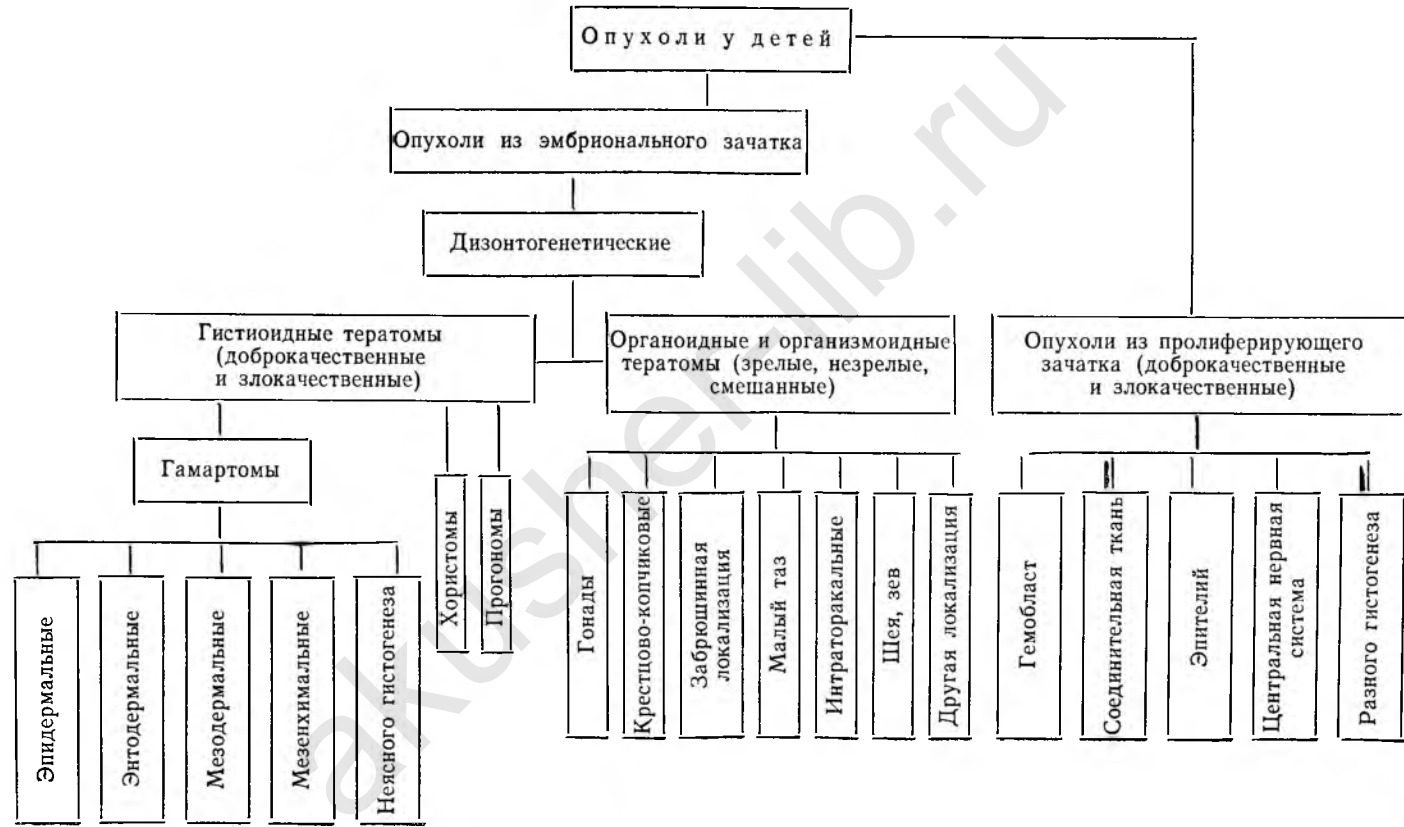 Опухоли у детей
Опухоли из эмбрионального зачатка
Дизонтогенетические
Гистиоидные тератомы
(доброкачественные
и злокачественные)
Органоидные и организмоидные
тератомы (зрелые, незрелые,
смешанные)
Опухоли из пролиферирующего
зачатка (доброкачественные
и злокачественные)
Гамартомы
Хористомы
Прогономы
Эпидермальные
Энтодермальные
Мезодермальные
Мезенхимальные
Неясного гистогенеза
Гонады
Крестцово-копчиковые
Забрюшинная
локализация
Малый таз
Интраторакальные
Шея, зев
Другая локализация
Гемобласт
Соединительная ткань
Эпителий
Центральная нервная
система
Разного гистогенеза
akusher-lib.ru